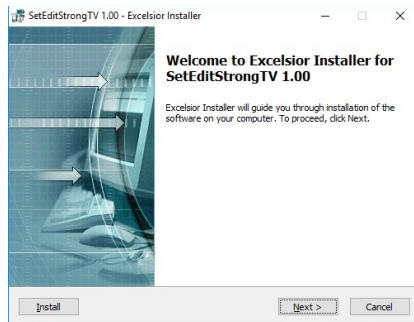 SetEditStrongTV 1.00 - Excelsior Installer
Welcome to Excelsior Installer for
SetEditStrongTV 1.00
Excelsior Installer will guide you through installation of the
software on your computer. To proceed, click Next.
Install
Next >
Cancel